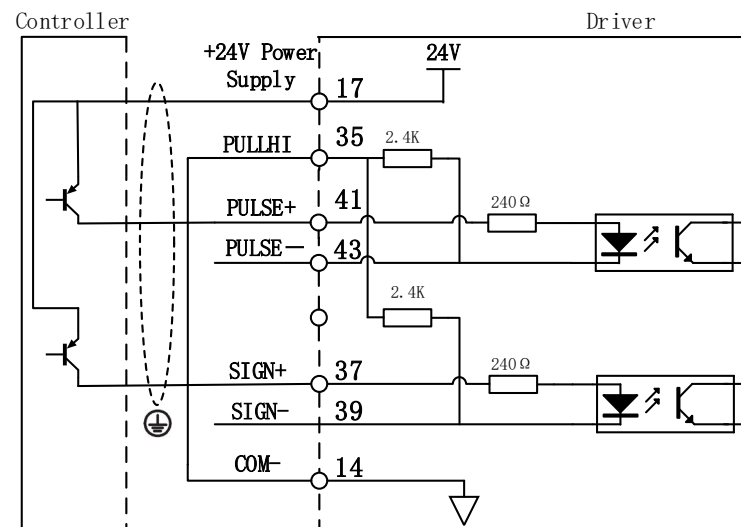 Controller
Driver
+24V Power
Supply
24V
17
PULLHI
35
2.4K
PULSE+
41
240Ω
PULSE−
43
2.4K
SIGN+
37
240Ω
SIGN-
39
COM-
14